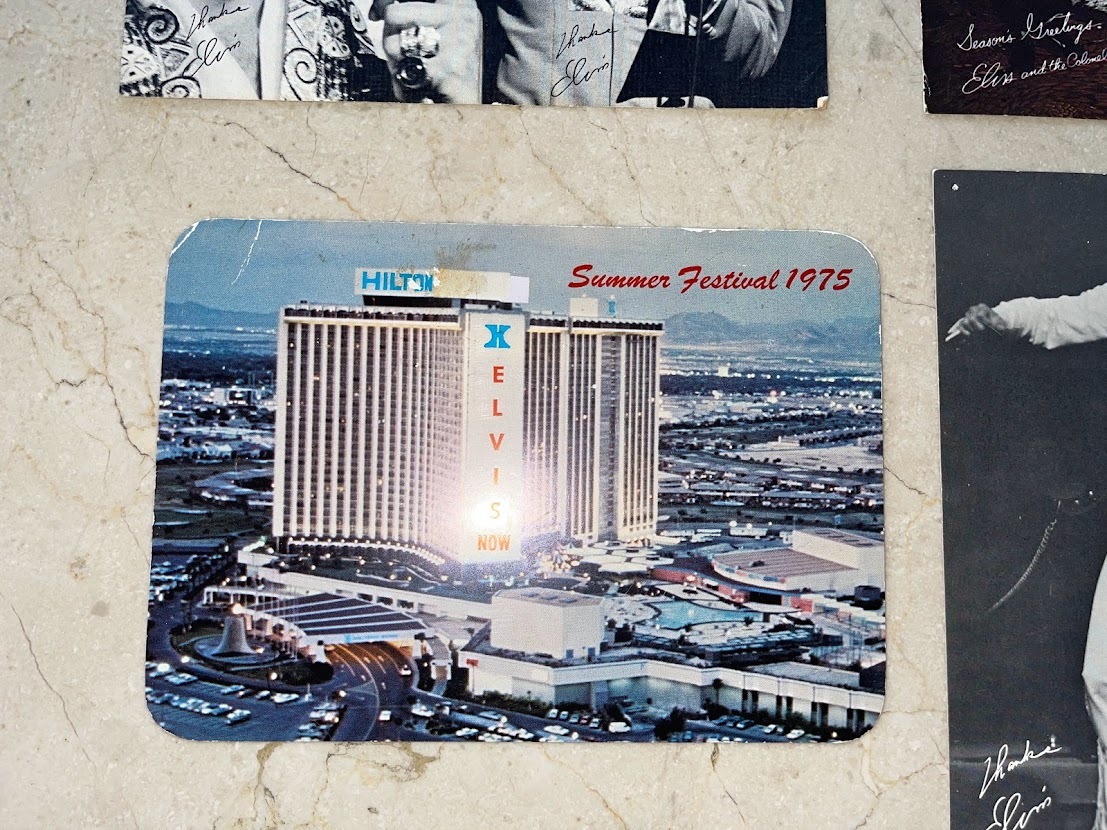 Thanks
Elvis
Thanks
Elvis
Season's Greetings
Elvis and the Colonel
HILTON
Summer Festival 1975
ELVIS
NOW
Thanks
Elvis